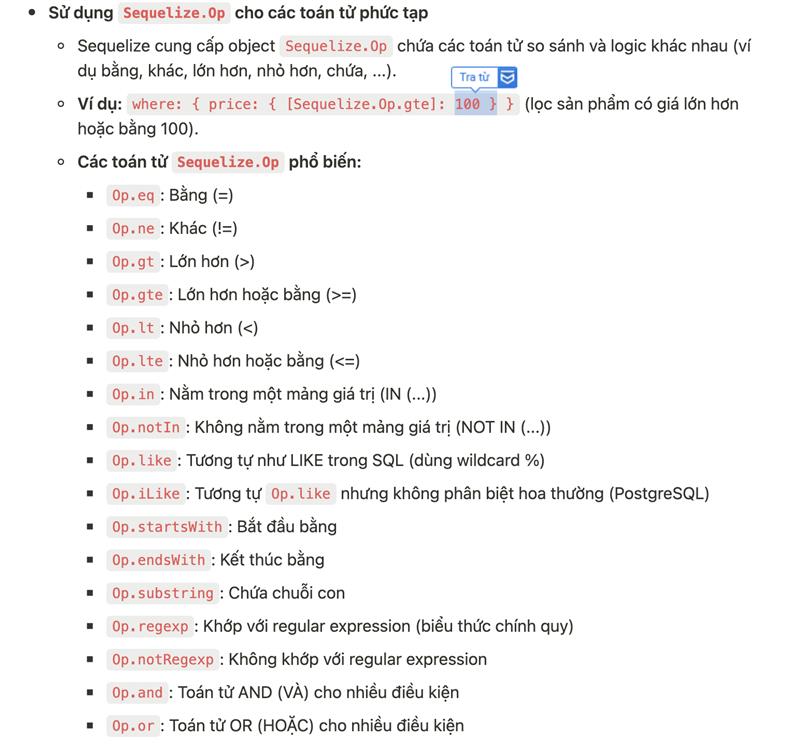 Sử dụng Sequelize.Op cho các toán tử phức tạp
Sequelize cung cấp object Sequelize.Op chứa các toán tử so sánh và logic khác nhau (ví
dụ bằng, khác, lớn hơn, nhỏ hơn, chứa, ...).
Tra từ
Ví dụ: where: { price: { [Sequelize.Op.gte]: 100 } } (lọc sản phẩm có giá lớn hơn
hoặc bằng 100).
Các toán tử Sequelize.Op phổ biến:
Op.eq: Bằng (=)
Op.ne: Khác (!=)
Op.gt: Lớn hơn (>)
Op.gte: Lớn hơn hoặc bằng (>=)
Op.lt: Nhỏ hơn (<)
Op.lte: Nhỏ hơn hoặc bằng (<=)
Op.in: Nằm trong một mảng giá trị (IN (...))
Op.notIn: Không nằm trong một mảng giá trị (NOT IN (...))
Op.like: Tương tự như LIKE trong SQL (dùng wildcard %)
Op.iLike: Tương tự Op.like nhưng không phân biệt hoa thường (PostgreSQL)
Op.startsWith: Bắt đầu bằng
Op.endsWith: Kết thúc bằng
Op.substring: Chứa chuỗi con
Op.regexp: Khớp với regular expression (biểu thức chính quy)
Op.notRegexp: Không khớp với regular expression
Op.and: Toán tử AND (VÀ) cho nhiều điều kiện
Op.or: Toán tử OR (HOẶC) cho nhiều điều kiện